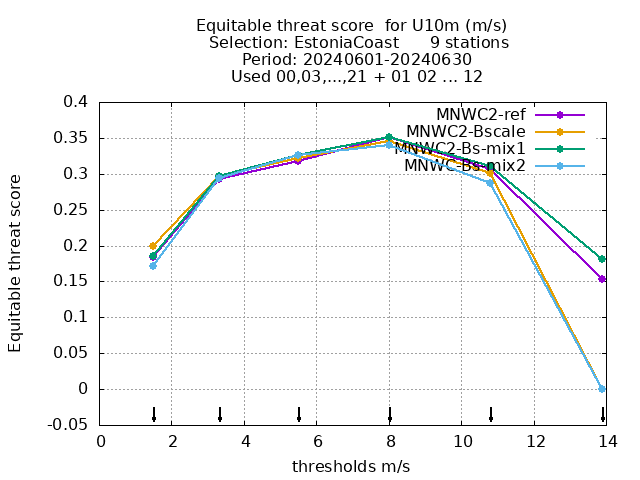 Equitable threat score  for U10m (m/s)
Selection: EstoniaCoast      9 stations
Period: 20240601-20240630
Used 00,03,...,21 + 01 02 ... 12
MNWC2-ref
MNWC2-Bscale
MNWC2-Bs-mix1
MNWC-Bs-mix2
Equitable threat score
0.4
0.35
0.3
0.25
0.2
0.15
0.1
0.05
0
-0.05
0 2 4 6 8 10 12 14
thresholds m/s